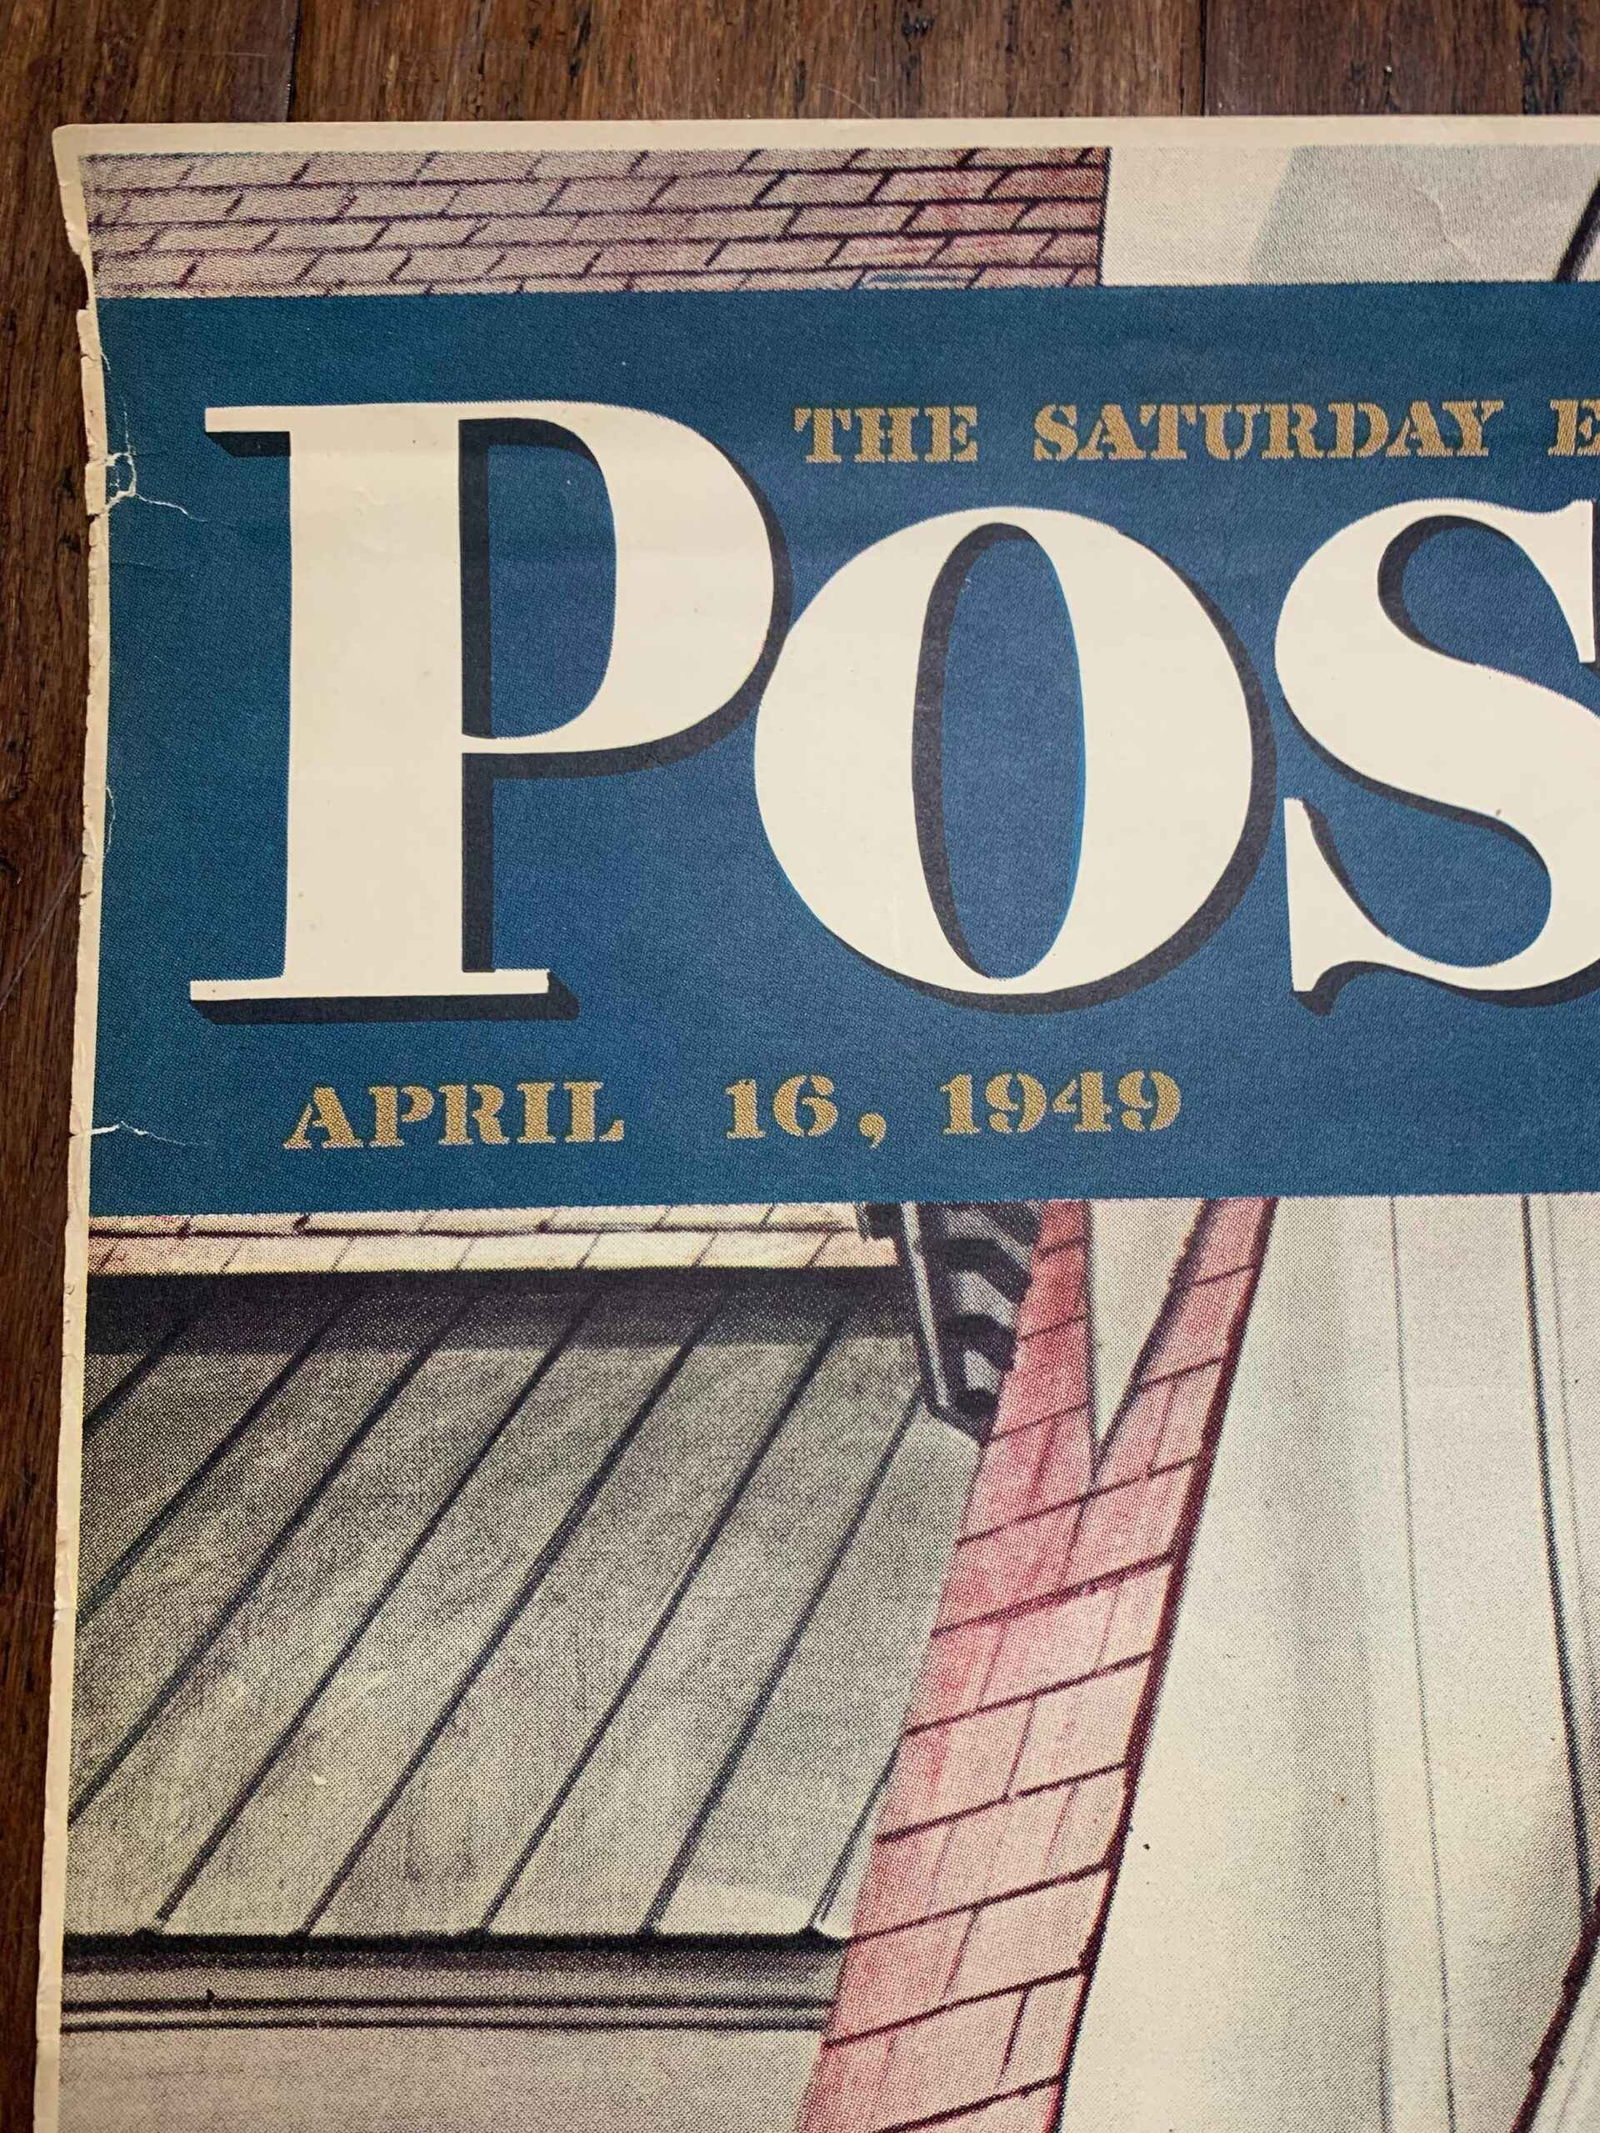 THE SATURDAY E
POS
APRIL 16, 1949